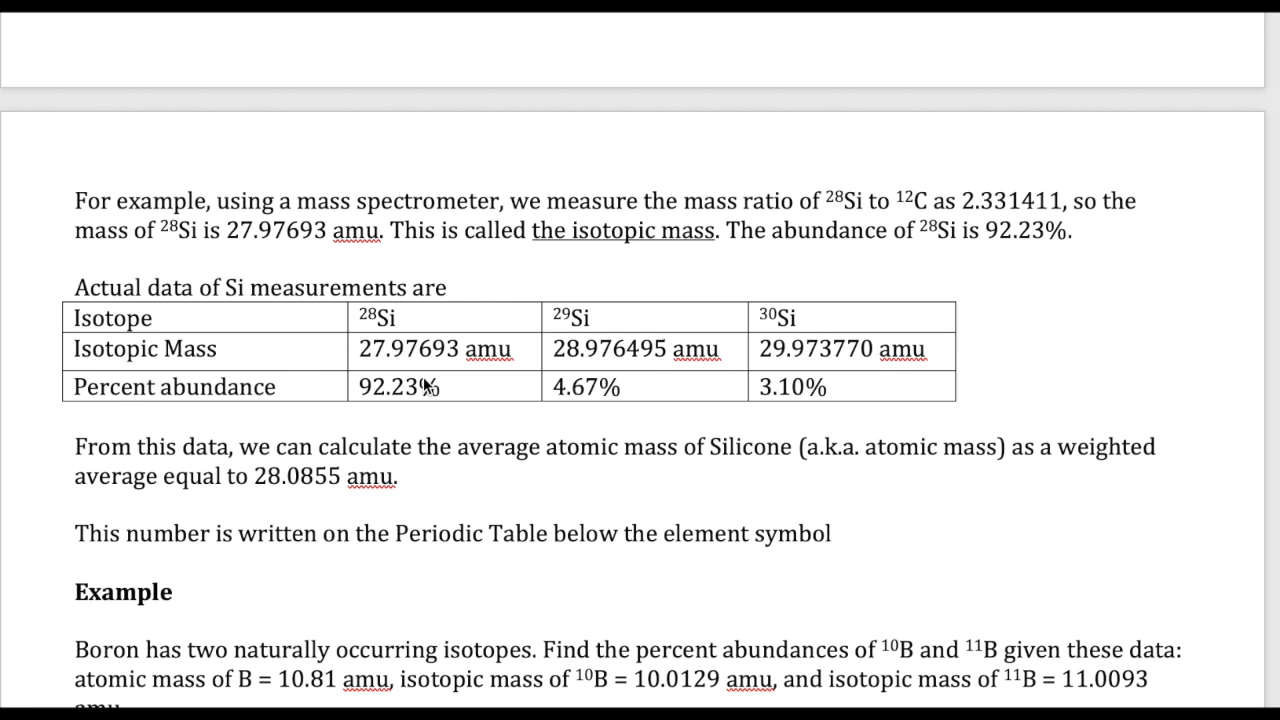 For example, using a mass spectrometer, we measure the mass ratio of ²⁸Si to ¹²C as 2.331411, so the
mass of ²⁸Si is 27.97693 amu. This is called the isotopic mass. The abundance of ²⁸Si is 92.23%.
Actual data of Si measurements are
Isotope ²⁸Si ²⁹Si ³⁰Si
Isotopic Mass 27.97693 amu 28.976495 amu 29.973770 amu
Percent abundance 92.23% 4.67% 3.10%
From this data, we can calculate the average atomic mass of Silicone (a.k.a. atomic mass) as a weighted
average equal to 28.0855 amu.
This number is written on the Periodic Table below the element symbol
Example
Boron has two naturally occurring isotopes. Find the percent abundances of ¹⁰B and ¹¹B given these data:
atomic mass of B = 10.81 amu, isotopic mass of ¹⁰B = 10.0129 amu, and isotopic mass of ¹¹B = 11.0093